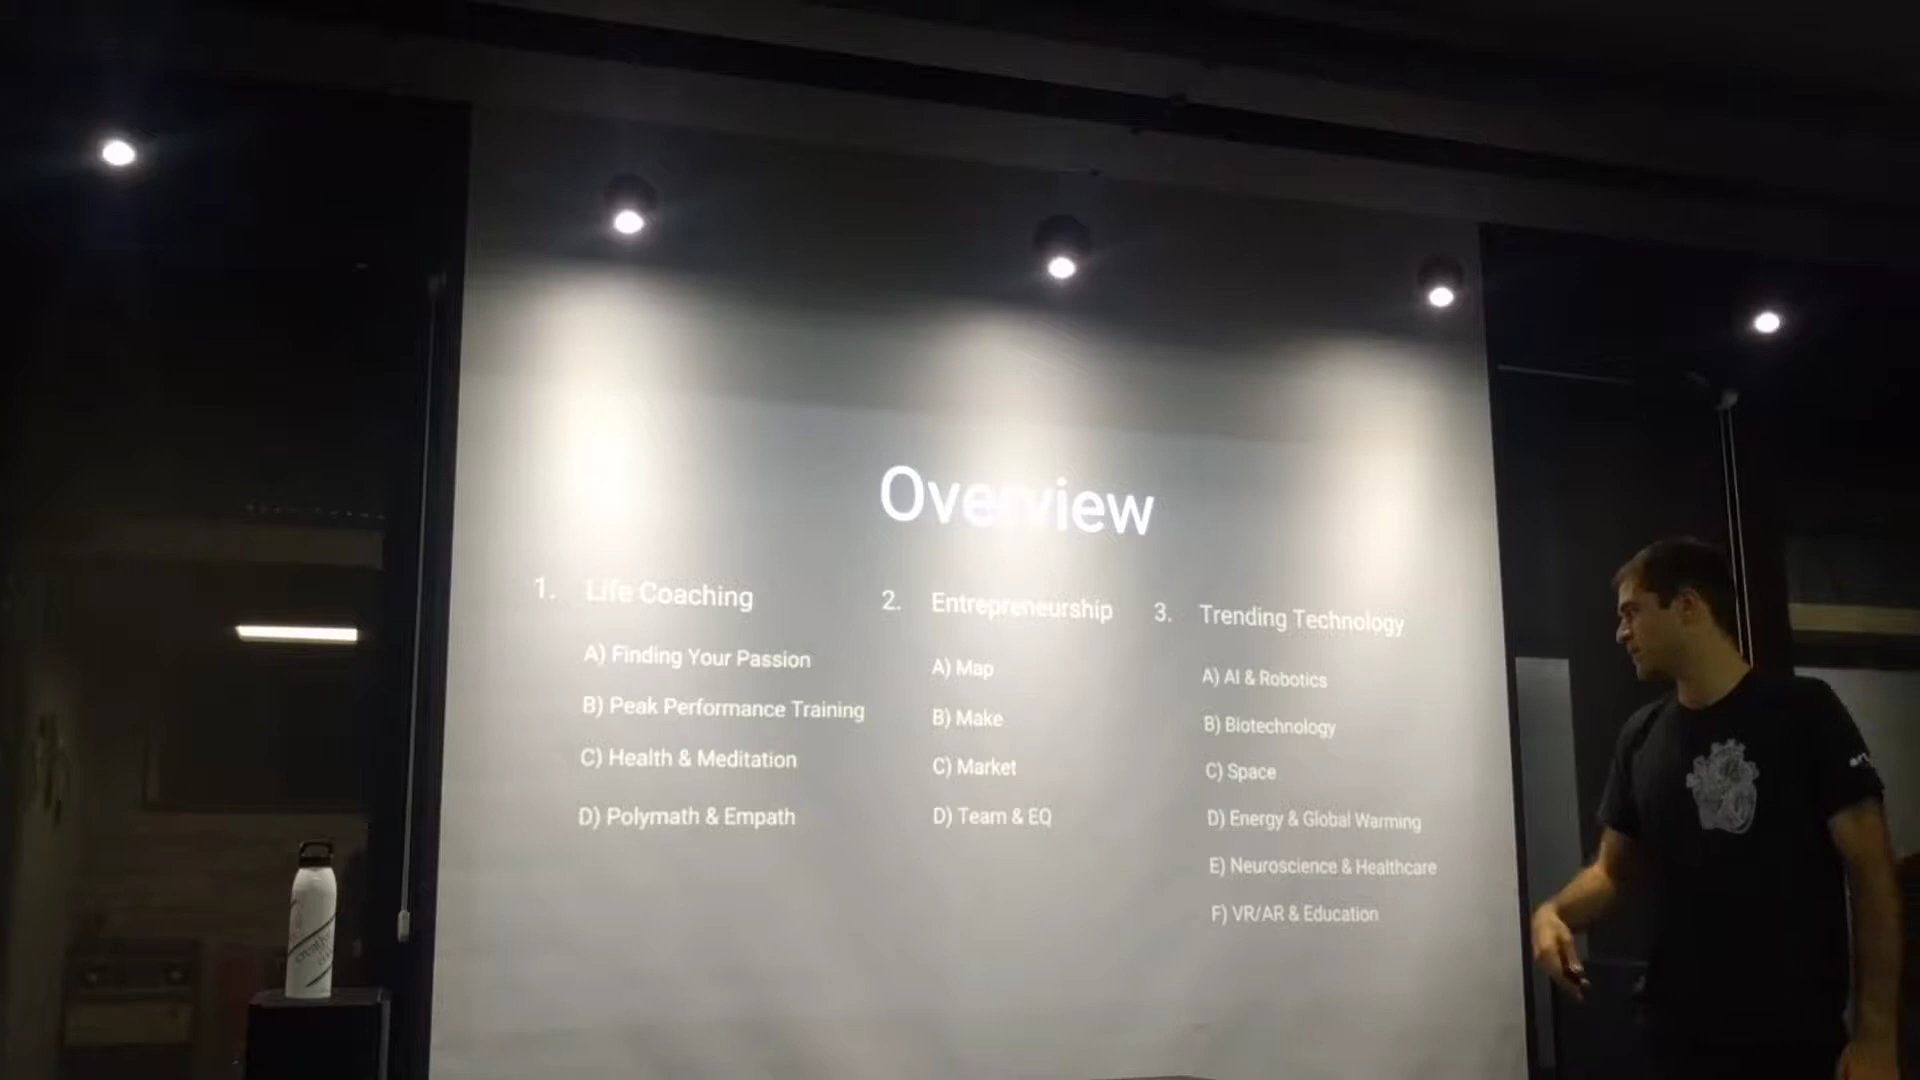 Overview
1. Life Coaching
A) Finding Your Passion
B) Peak Performance Training
C) Health & Meditation
D) Polymath & Empath
2. Entrepreneurship
A) Map
B) Make
C) Market
D) Team & EQ
3. Trending Technology
A) AI & Robotics
B) Biotechnology
C) Space
D) Energy & Global Warming
E) Neuroscience & Healthcare
F) VR/AR & Education